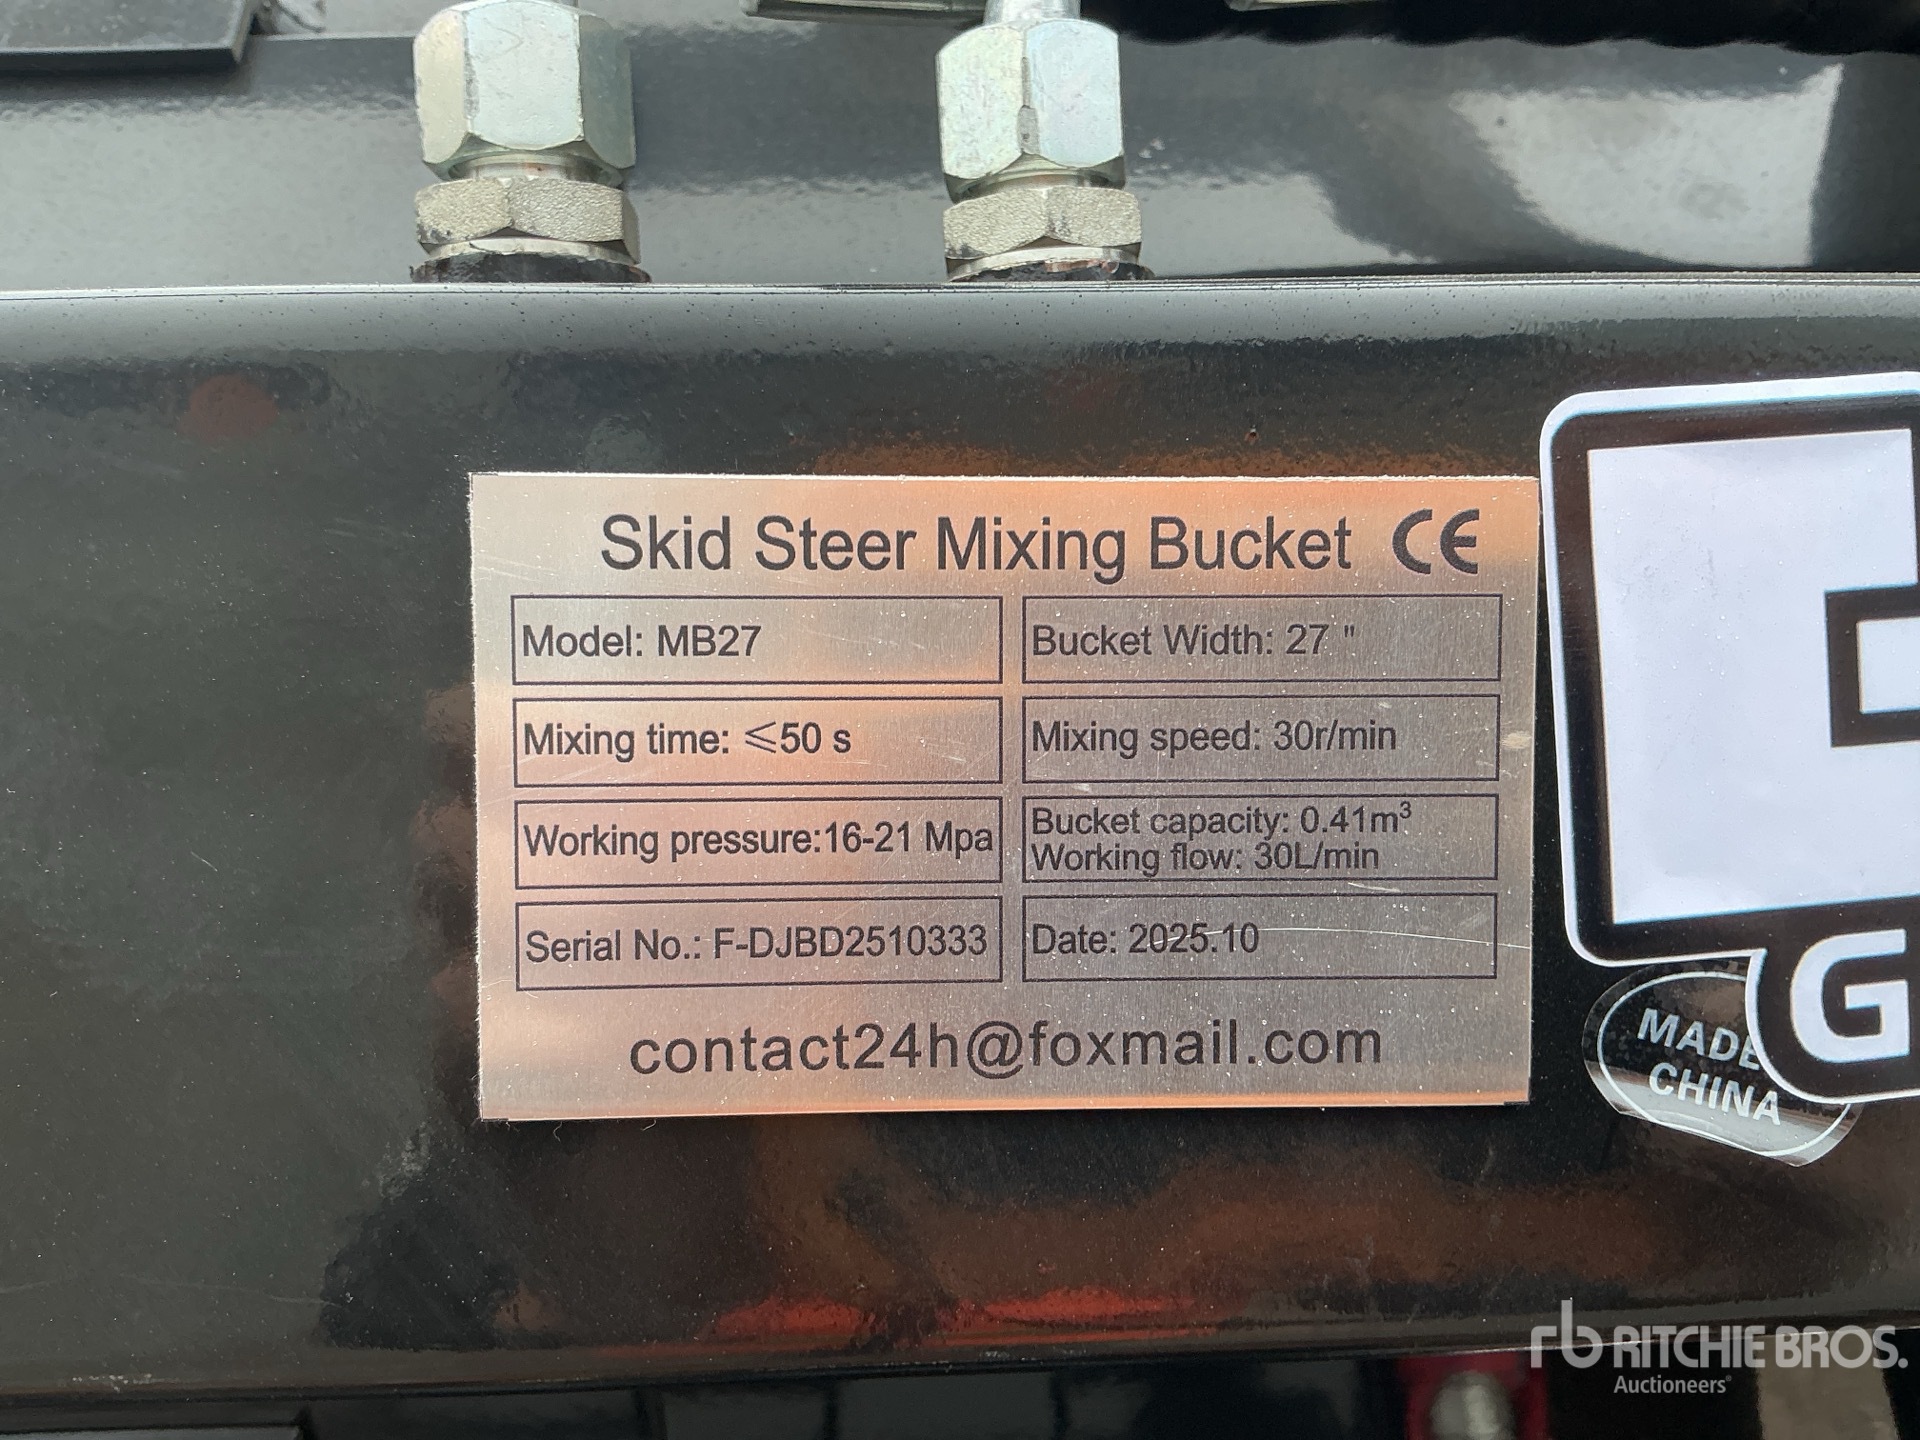 Skid Steer Mixing Bucket CE
Model: MB27
Bucket Width: 27 "
Mixing time: ≤50 s
Mixing speed: 30r/min
Working pressure:16-21 Mpa
Bucket capacity: 0.41m³
Working flow: 30L/min
Serial No.: F-DJBD2510333
Date: 2025.10
contact24h@foxmail.com
G
MADE
CHINA
rb RITCHIE BROS.
Auctioneers®